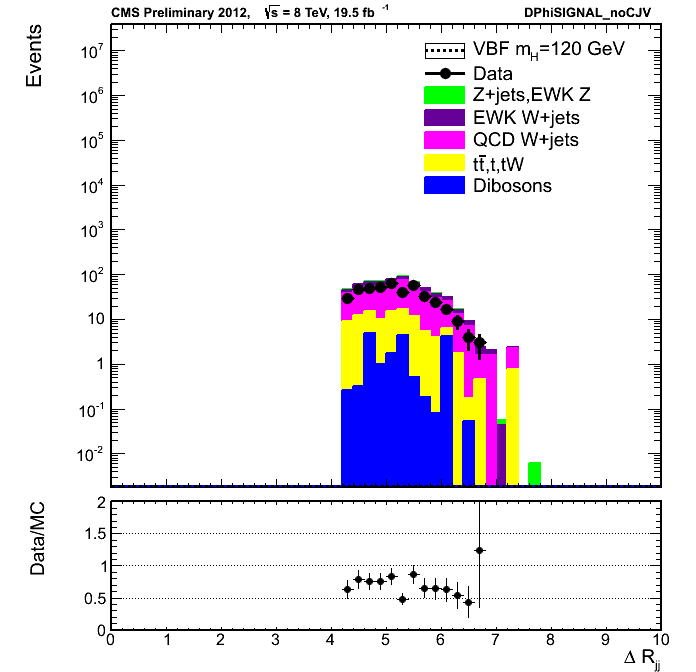 CMS Preliminary 2012, √s = 8 TeV, 19.5 fb⁻¹ DPhiSIGNAL_noCJV
Events
10⁷
10⁶
10⁵
10⁴
10³
10²
10
1
10⁻¹
10⁻²
VBF m_H=120 GeV
Data
Z+jets,EWK Z
EWK W+jets
QCD W+jets
tt̄,t,tW
Dibosons
Data/MC
2
1.5
1
0.5
0
0 1 2 3 4 5 6 7 8 9 10
Δ R_jj